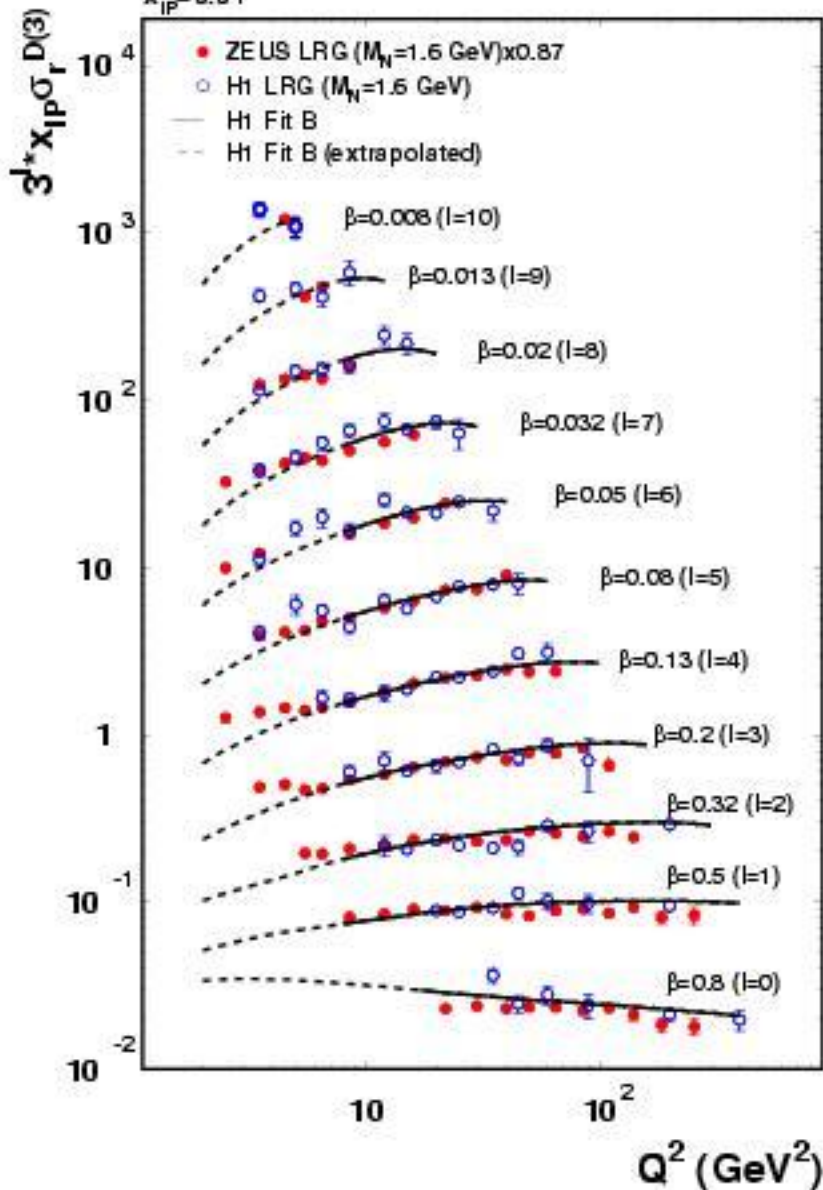 ZEUS LRG (M_N=1.6 GeV)x0.87
H1 LRG (M_N=1.6 GeV)
H1 Fit B
H1 Fit B (extrapolated)
3^l*x_IPσ_r^D(3)
10^4
10^3
10^2
10
1
10^-1
10^-2
β=0.008 (l=10)
β=0.013 (l=9)
β=0.02 (l=8)
β=0.032 (l=7)
β=0.05 (l=6)
β=0.08 (l=5)
β=0.13 (l=4)
β=0.2 (l=3)
β=0.32 (l=2)
β=0.5 (l=1)
β=0.8 (l=0)
10
10^2
Q^2 (GeV^2)